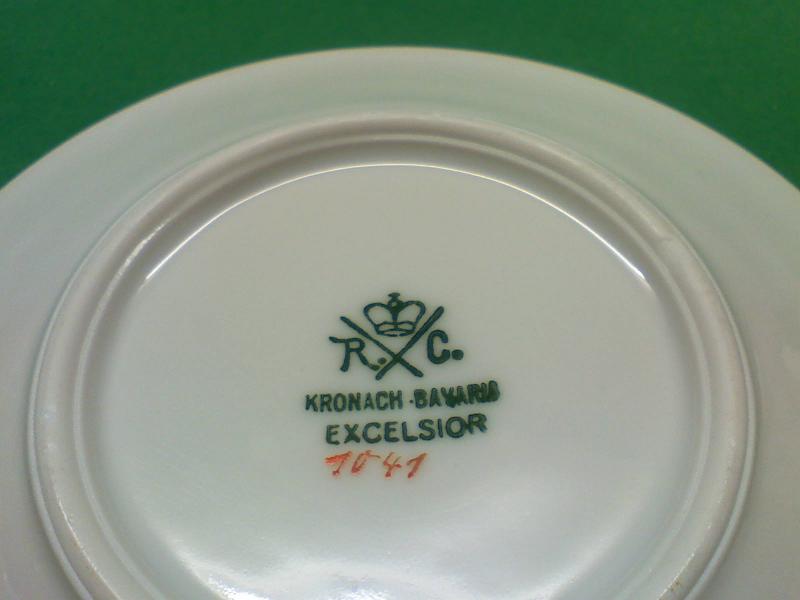 R. C.
KRONACH-BAVARIA
EXCELSIOR
1041